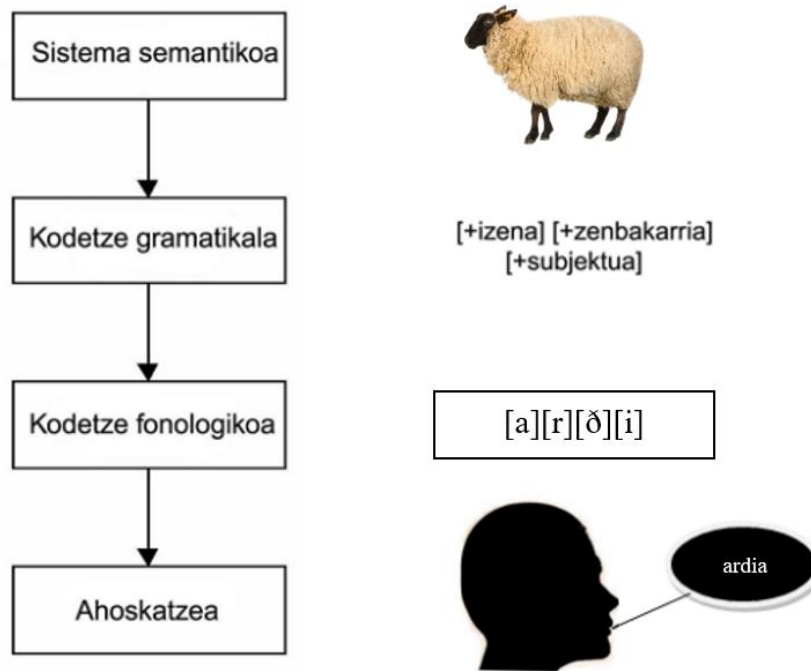 Sistema semantikoa
Kodetze gramatikala
[+izena] [+zenbakarria]
[+subjektua]
Kodetze fonologikoa
[a][r][ð][i]
Ahoskatzea
ardia